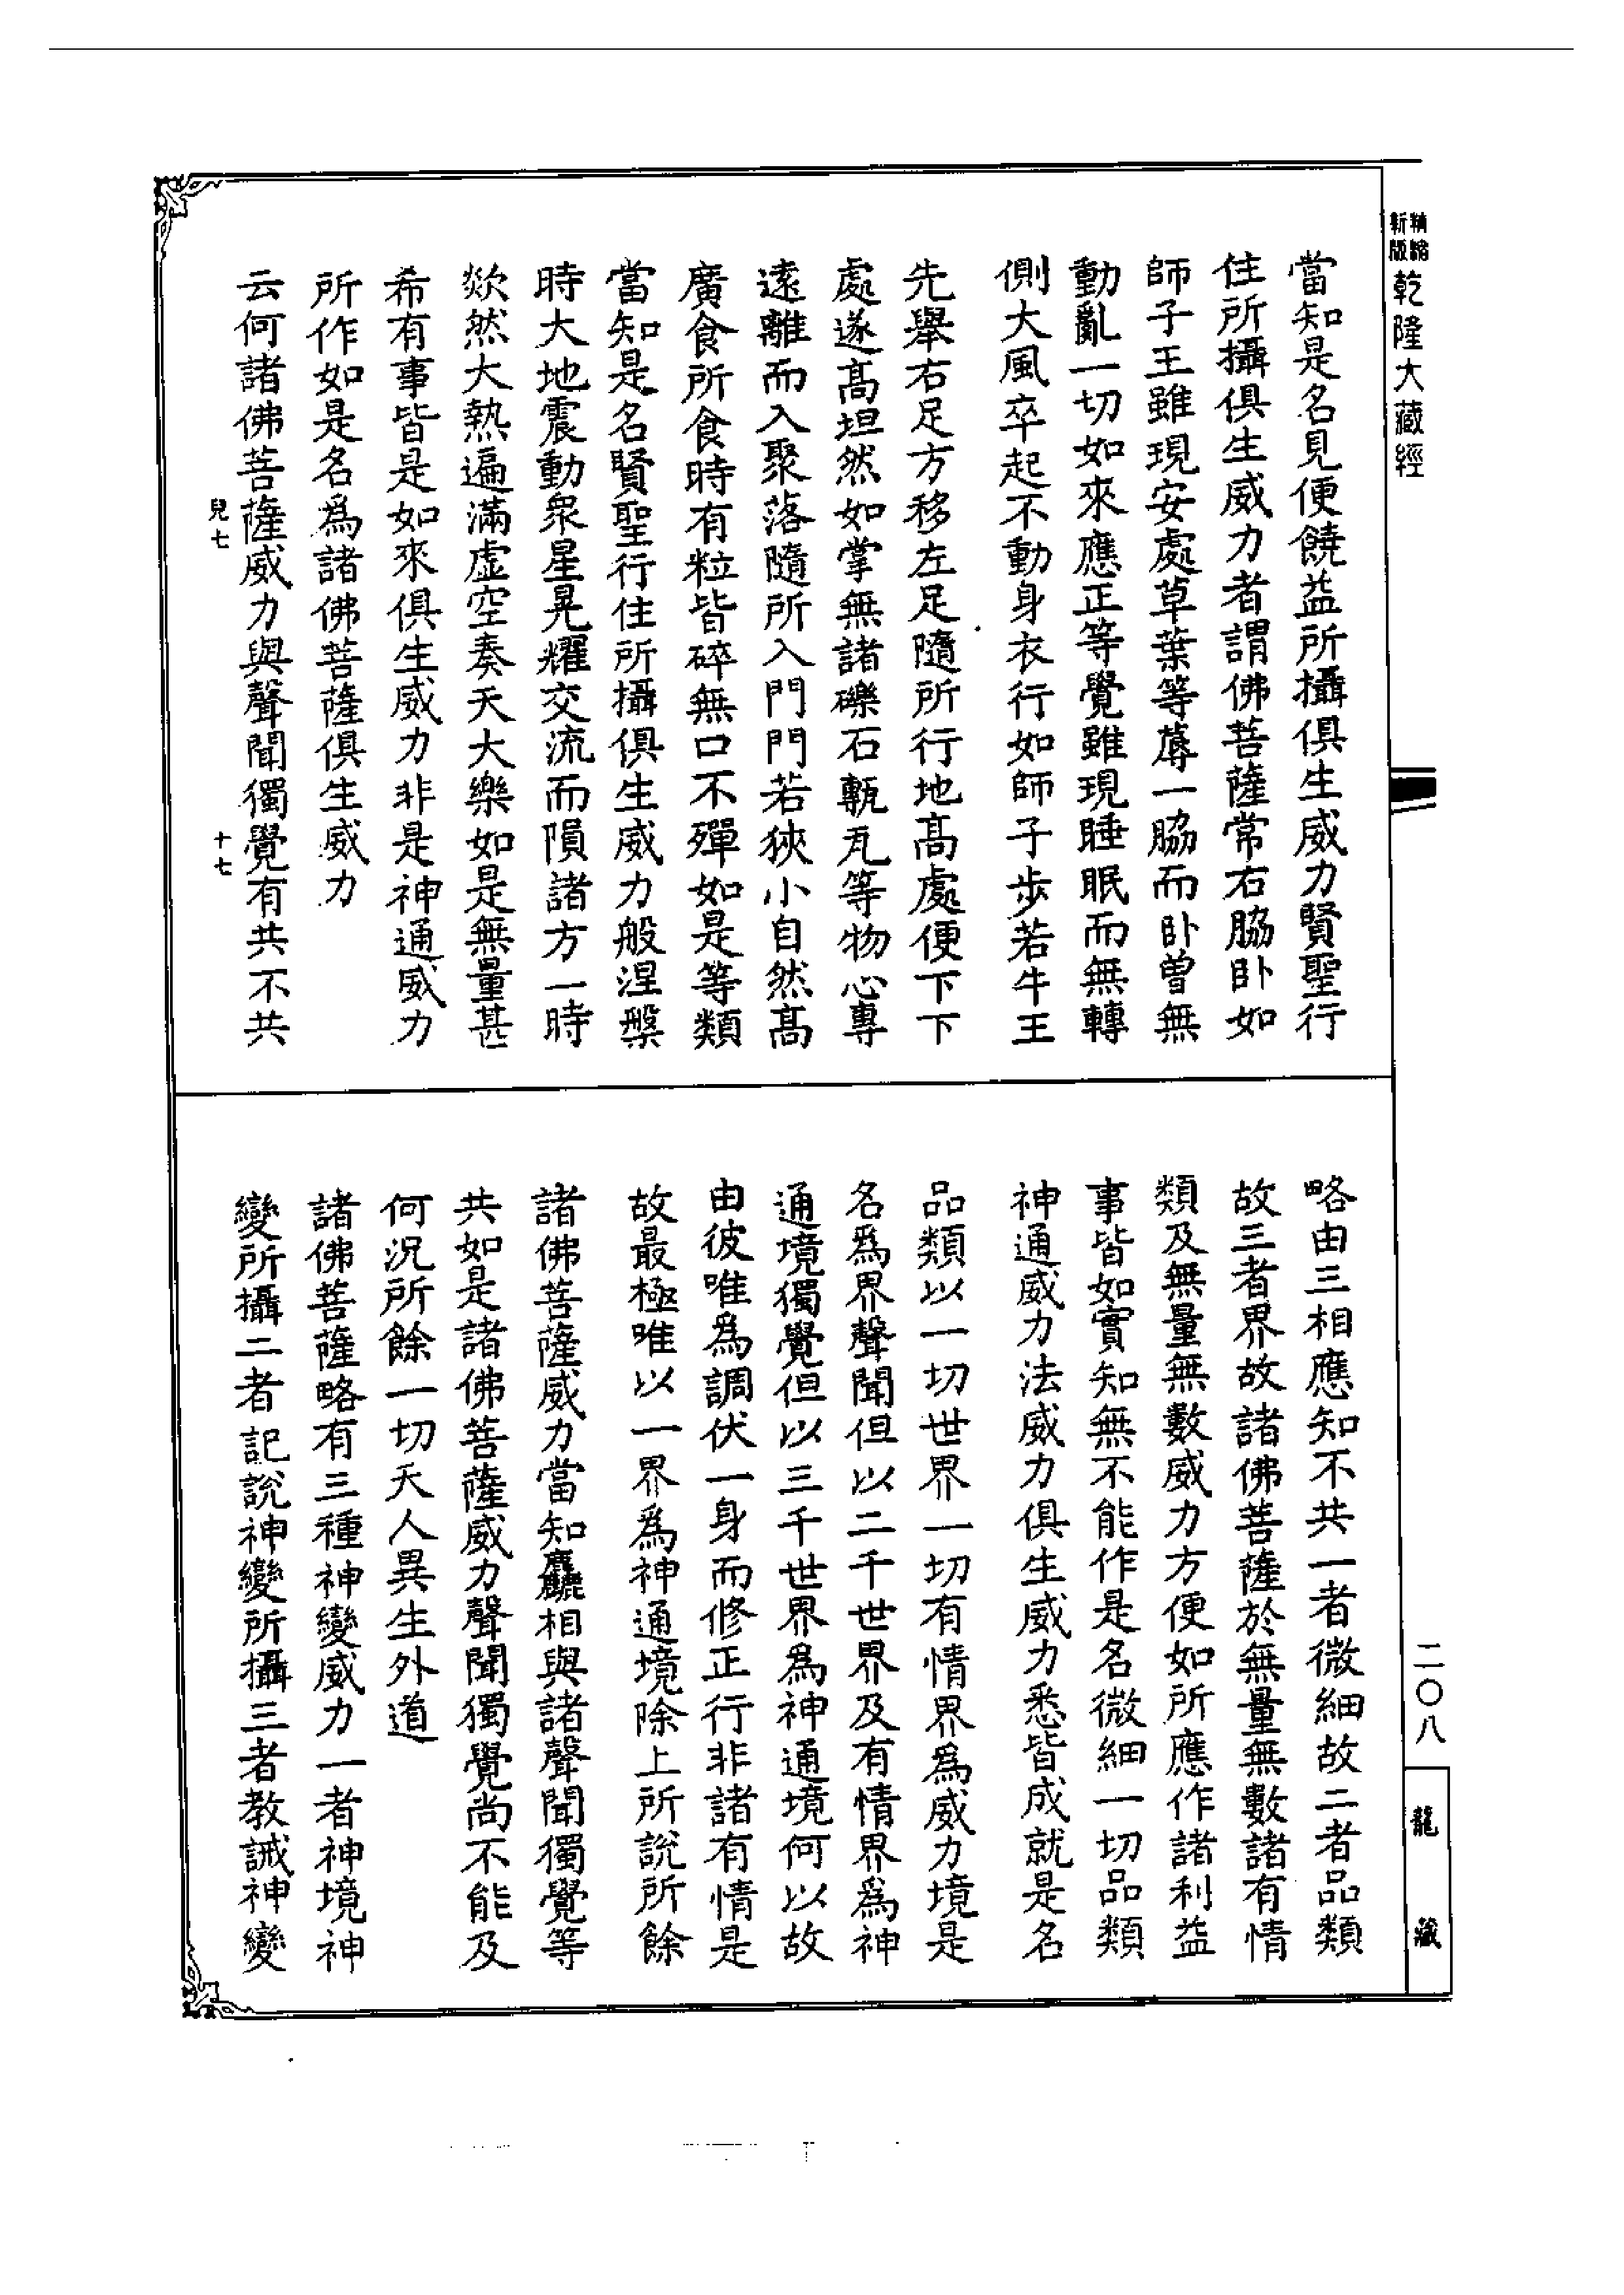 精縮新版乾隆大藏經
當知是名見便饒益所攝俱生威力賢聖行
住所攝俱生威力者謂佛菩薩常右脇卧如
師子王雖現安處草葉等蓐一脇而卧曽無
動亂一切如來應正等覺雖現睡眠而無轉
側大風卒起不動身衣行如師子步若牛王
先舉右足方移左足隨所行地髙處便下下
處遂髙坦然如掌無諸礫石甎瓦等物心專
遠離而入聚落隨所入門門若狹小自然髙
廣食所食時有粒皆碎無口不殫如是等類
當知是名賢聖行住所攝俱生威力般涅槃
時大地震動衆星晃耀交流而隕諸方一時
欻然大熱遍滿虛空奏天大樂如是無量甚
希有事皆是如來俱生威力非是神通威力
所作如是名爲諸佛菩薩俱生威力
云何諸佛菩薩威力與聲聞獨覺有共不共
兒七
十七
略由三相應知不共一者微細故二者品類
故三者界故諸佛菩薩於無量無數諸有情
類及無量無數威力方便如所應作諸利益
事皆如實知無不能作是名微細一切品類
神通威力法威力俱生威力悉皆成就是名
品類以一切世界一切有情界爲威力境是
名爲界聲聞但以二千世界及有情界爲神
通境獨覺但以三千世界爲神通境何以故
由彼唯爲調伏一身而修正行非諸有情是
故最極唯以一界爲神通境除上所說所餘
諸佛菩薩威力當知麤相與諸聲聞獨覺等
共如是諸佛菩薩威力聲聞獨覺尚不能及
何況所餘一切天人異生外道
諸佛菩薩略有三種神變威力一者神境神
變所攝二者記說神變所攝三者教誡神變
二〇八
龍藏